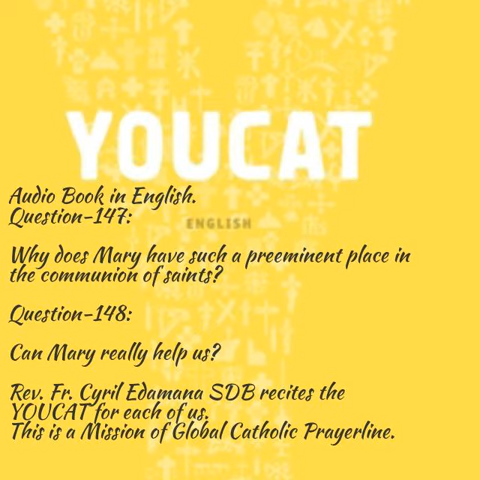 YOUCAT
Audio Book in English.
Question-147:
ENGLISH
Why does Mary have such a preeminent place in
the communion of saints?
Question-148:
Can Mary really help us?
Rev. Fr. Cyril Edamana SDB recites the
YOUCAT for each of us.
This is a Mission of Global Catholic Prayerline.